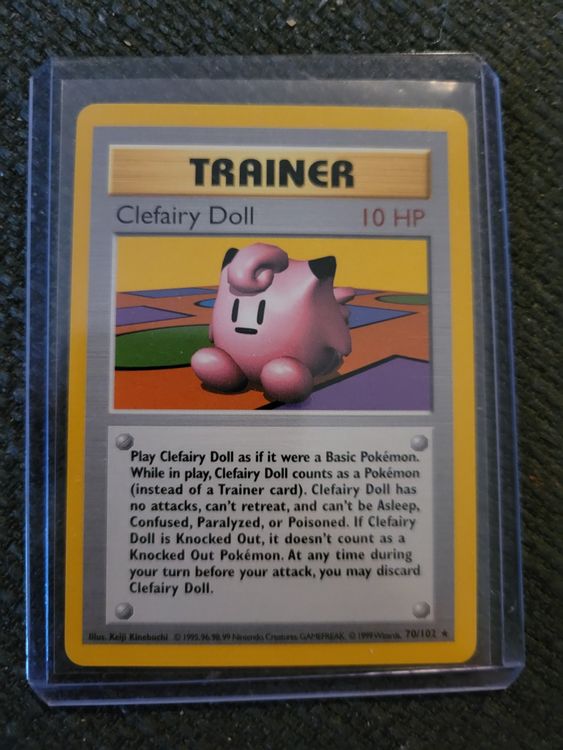 TRAINER
Clefairy Doll 10 HP
Play Clefairy Doll as if it were a Basic Pokémon.
While in play, Clefairy Doll counts as a Pokémon
(instead of a Trainer card). Clefairy Doll has
no attacks, can't retreat, and can't be Asleep,
Confused, Paralyzed, or Poisoned. If Clefairy
Doll is Knocked Out, it doesn't count as a
Knocked Out Pokémon. At any time during
your turn before your attack, you may discard
Clefairy Doll.
Illus. Keiji Kinebuchi © 1995, 96, 98, 99 Nintendo, Creatures, GAMEFREAK. © 1999 Wizards. 70/102 ★